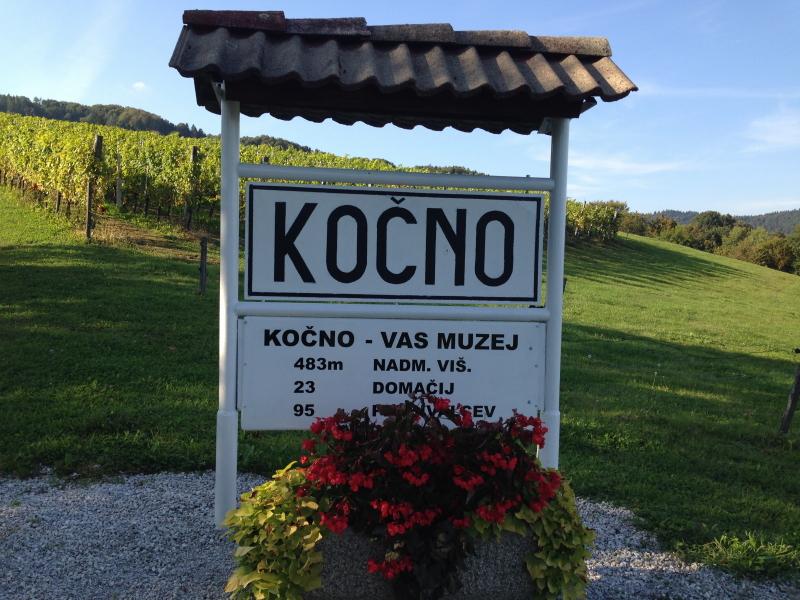 KOČNO
KOČNO - VAS MUZEJ
483m NADM. VIŠ.
23 DOMAČIJ
95